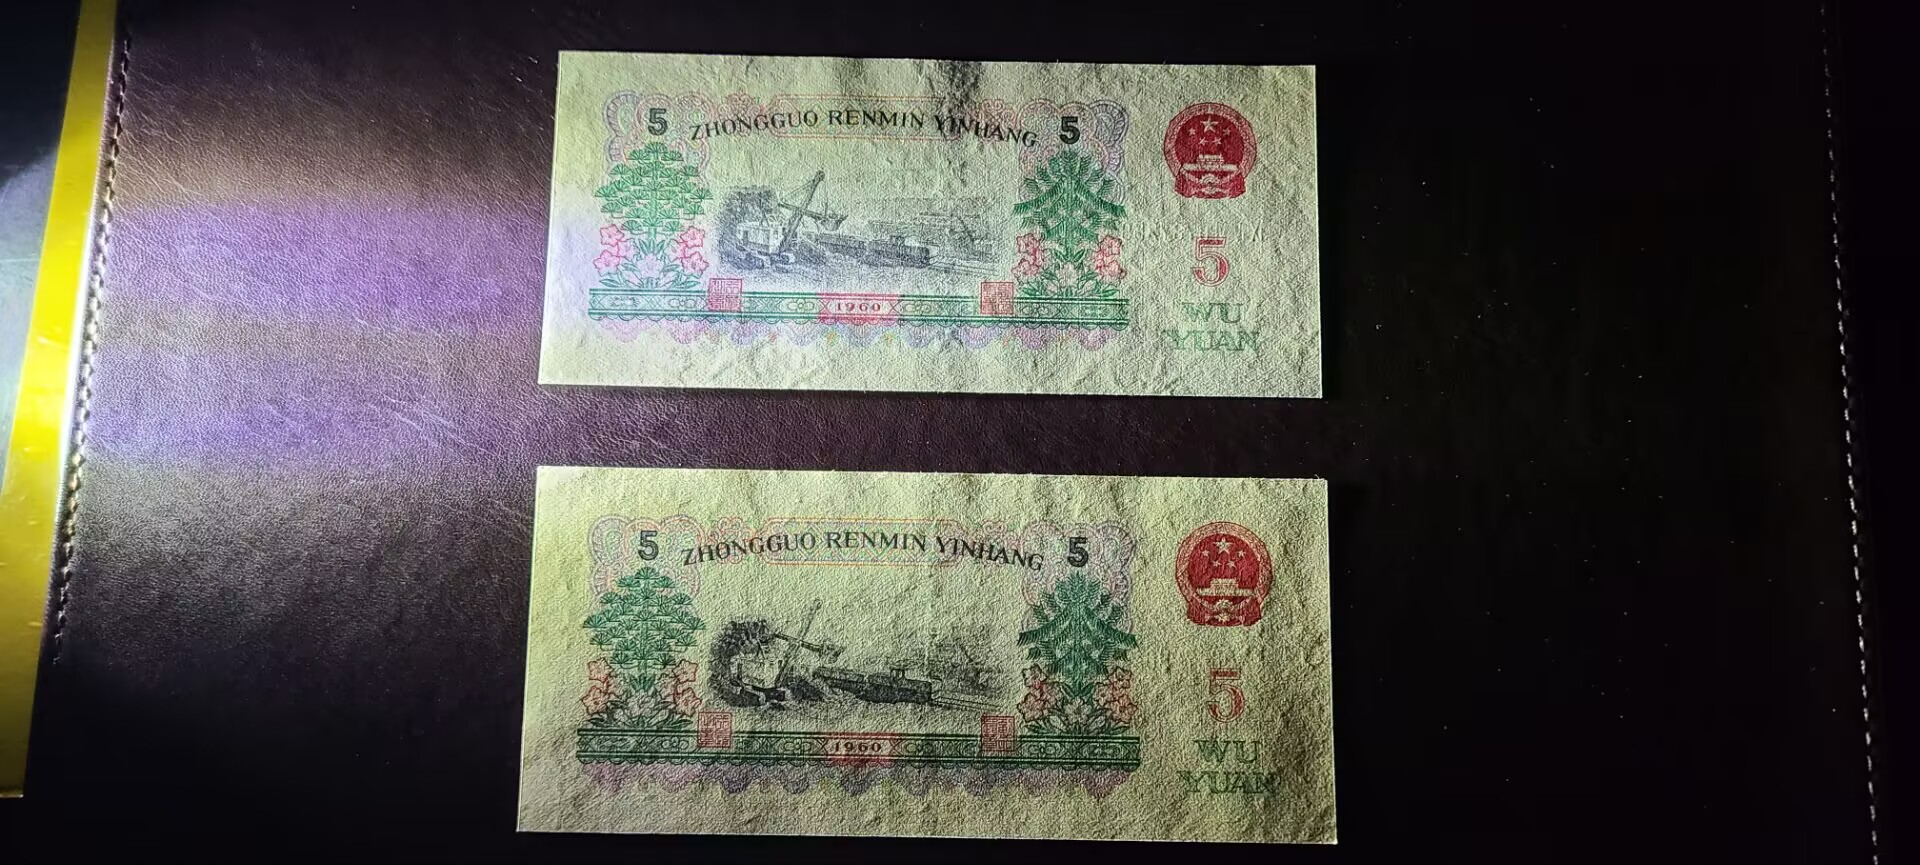 5 ZHONGGUO RENMIN YINHANG 5
5
WU
YUAN
1960
5 ZHONGGUO RENMIN YINHANG 5
5
WU
YUAN
1960